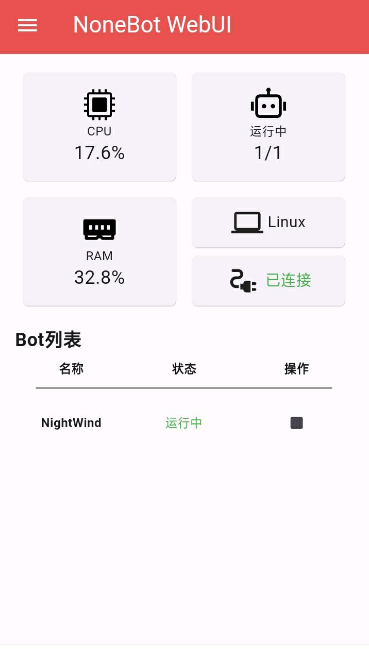 NoneBot WebUI
CPU
17.6%
运行中
1/1
RAM
32.8%
Linux
已连接
Bot列表
名称 状态 操作
NightWind 运行中